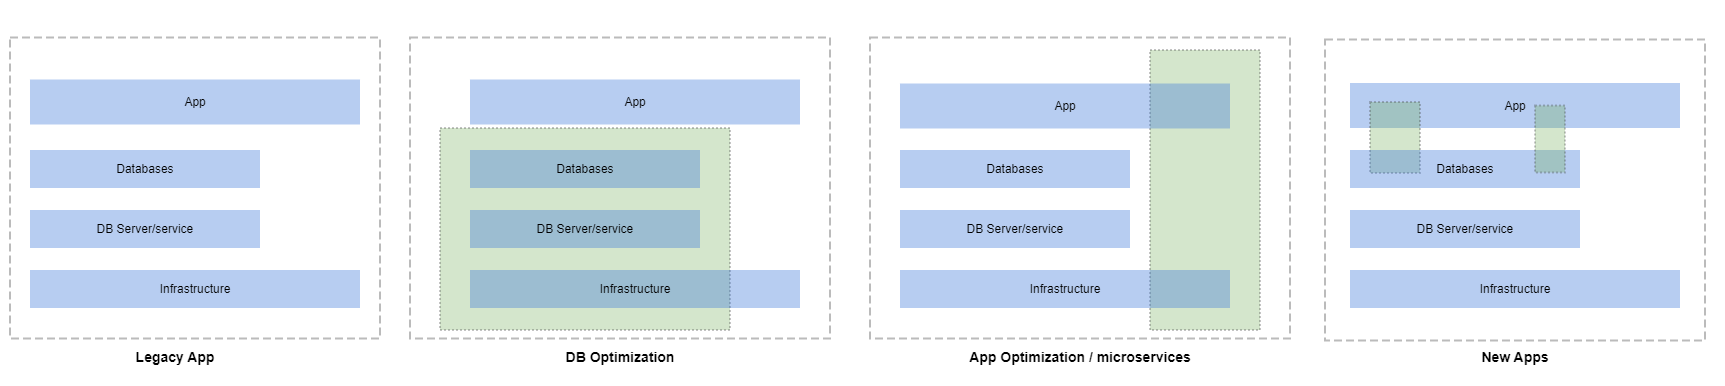 App
Databases
DB Server/service
Infrastructure
Legacy App
App
Databases
DB Server/service
Infrastructure
DB Optimization
App
Databases
DB Server/service
Infrastructure
App Optimization / microservices
App
Databases
DB Server/service
Infrastructure
New Apps